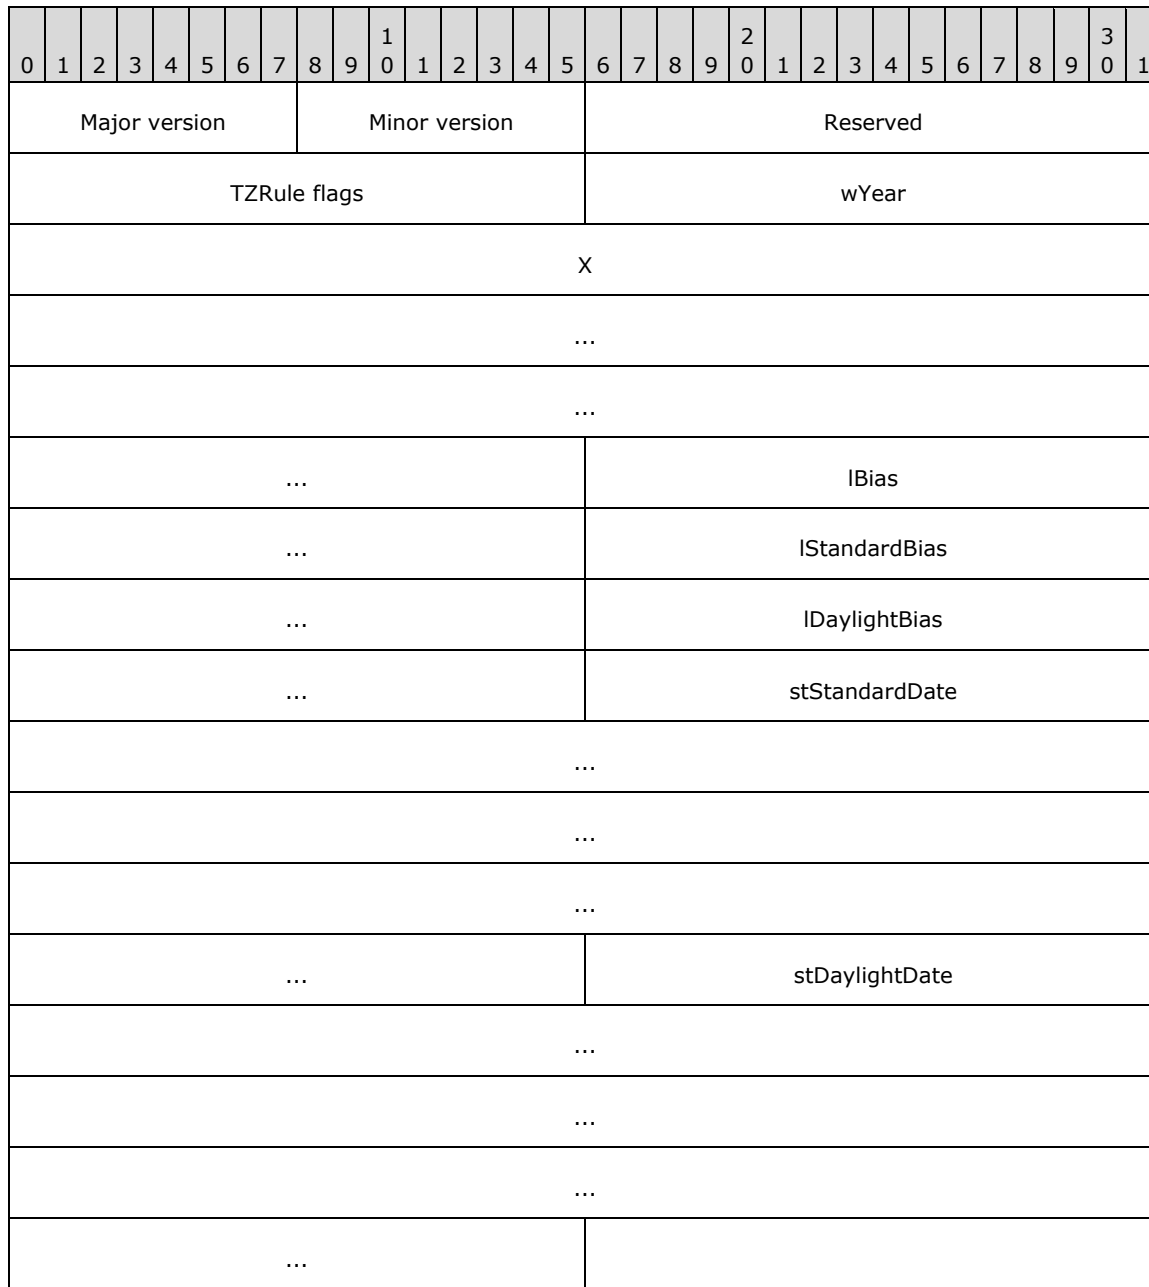 1 2 3
0 1 2 3 4 5 6 7 8 9 0 1 2 3 4 5 6 7 8 9 0 1 2 3 4 5 6 7 8 9 0 1
Major version Minor version Reserved
TZRule flags wYear
X
...
...
... lBias
... lStandardBias
... lDaylightBias
... stStandardDate
...
...
...
... stDaylightDate
...
...
...
...